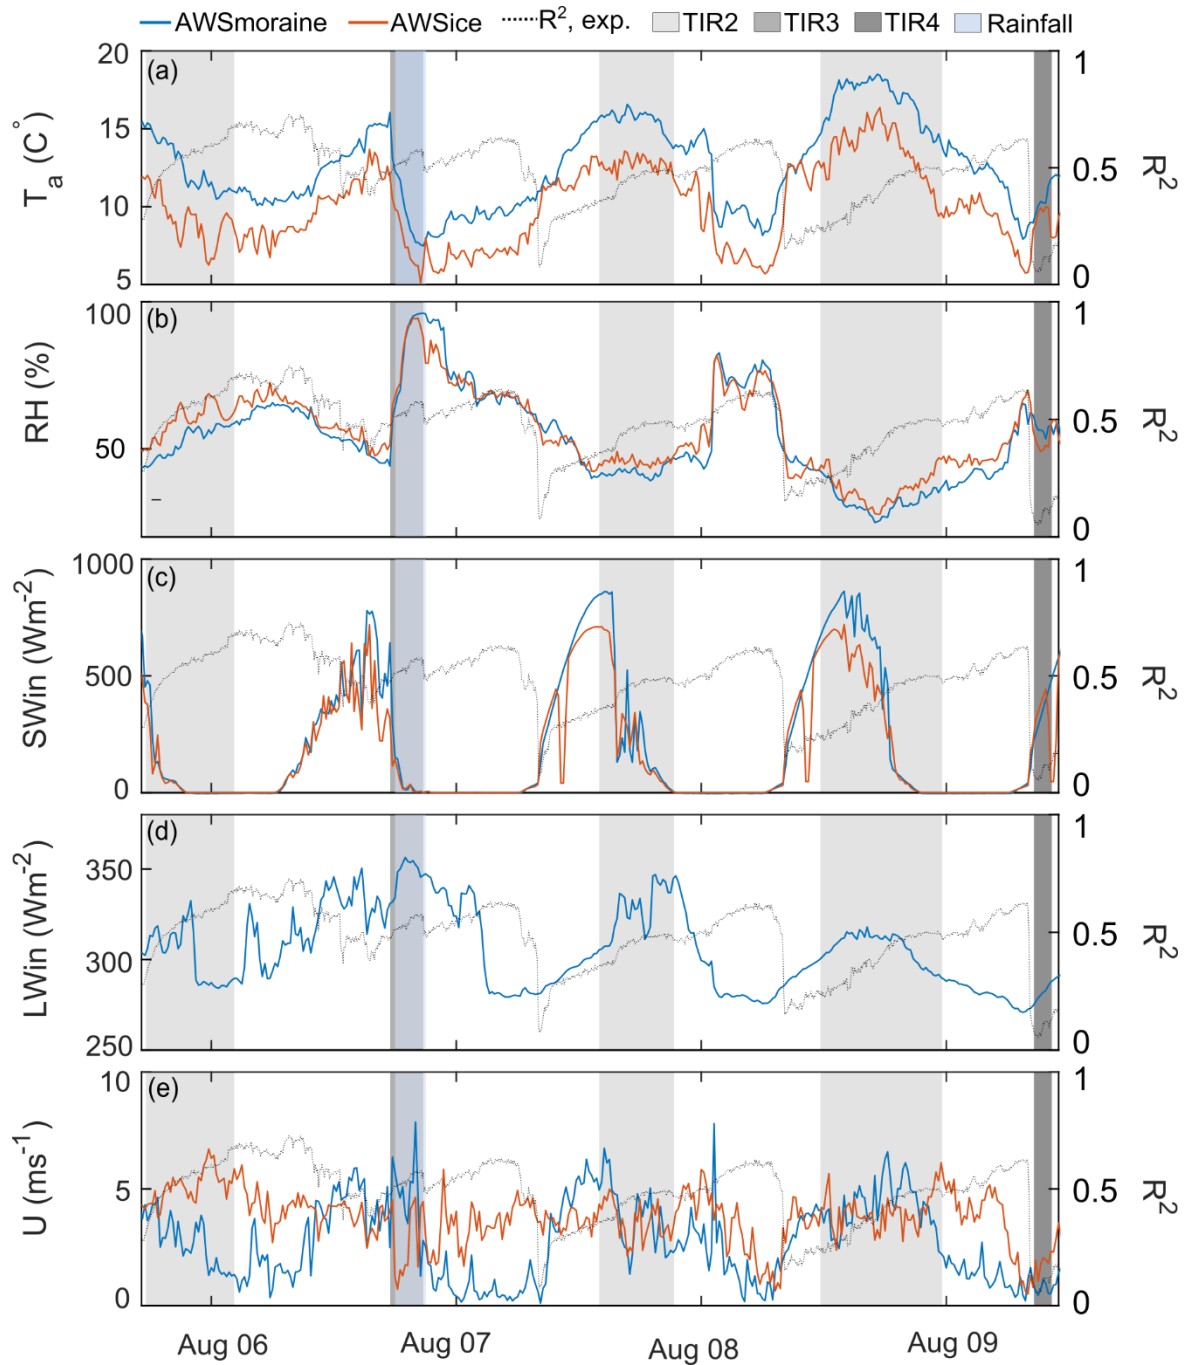 AWSmoraine AWSice R², exp. TIR2 TIR3 TIR4 Rainfall
(a)
20
15
10
5
Tₐ (C°)
1
0.5
0
R²
(b)
100
50
RH (%)
1
0.5
0
R²
(c)
1000
500
0
SWin (Wm⁻²)
1
0.5
0
R²
(d)
350
300
250
LWin (Wm⁻²)
1
0.5
0
R²
(e)
10
5
0
U (ms⁻¹)
1
0.5
0
R²
Aug 06 Aug 07 Aug 08 Aug 09